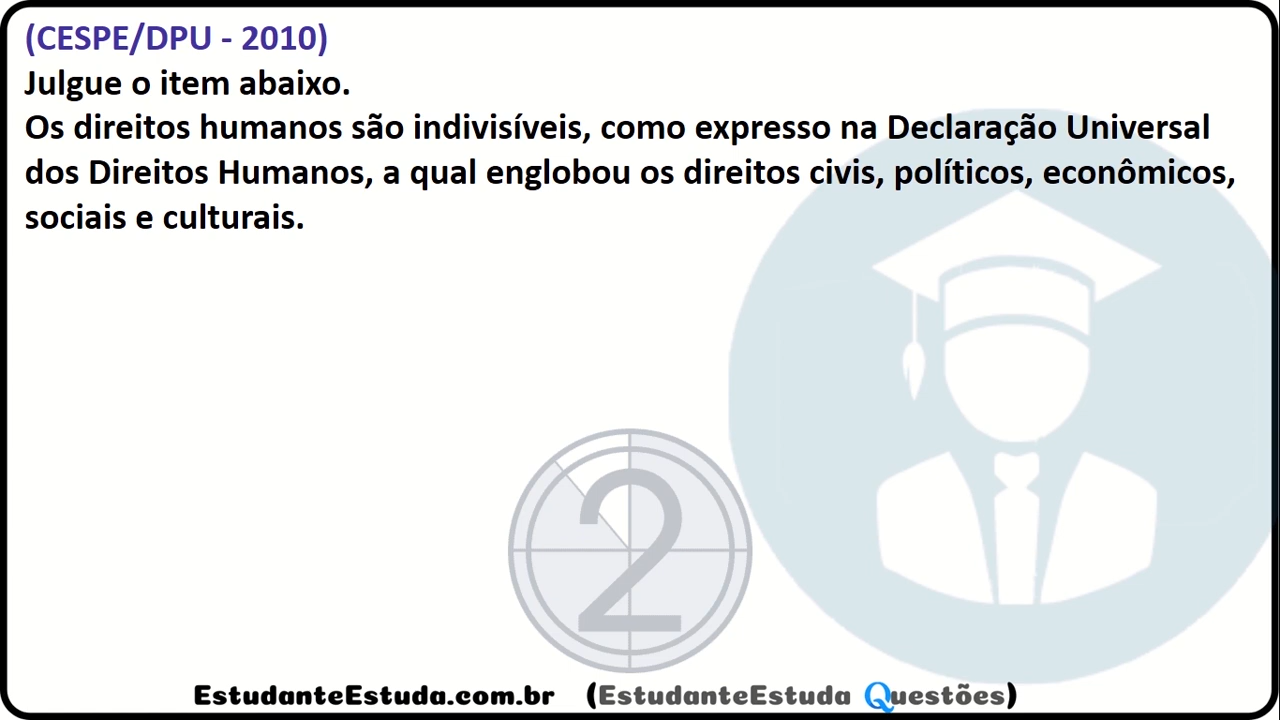 (CESPE/DPU - 2010)
Julgue o item abaixo.
Os direitos humanos são indivisíveis, como expresso na Declaração Universal
dos Direitos Humanos, a qual englobou os direitos civis, políticos, econômicos,
sociais e culturais.
2
EstudanteEstuda.com.br (EstudanteEstuda Questões)